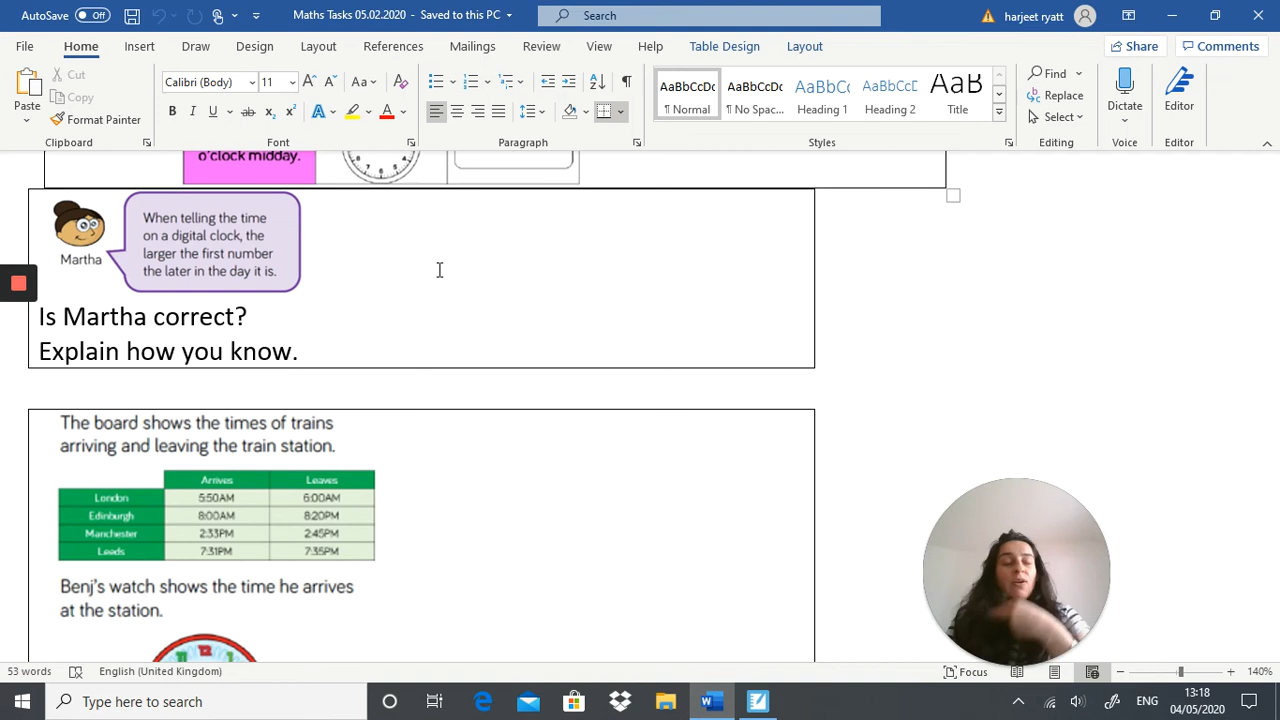 AutoSave Off
Maths Tasks 05.02.2020 - Saved to this PC
Search
harjeet ryatt
File Home Insert Draw Design Layout References Mailings Review View Help Table Design Layout
Share Comments
Paste
Cut
Copy
Format Painter
Clipboard
Calibri (Body) 11
Font
Paragraph
AaBbCcDc AaBbCcDc AaBbCc AaBbCcE AaB
¶ Normal ¶ No Spac... Heading 1 Heading 2 Title
Styles
Find
Replace
Select
Editing
Dictate
Voice
Editor
Editor
o'clock midday.
7 6 5 4
When telling the time
on a digital clock, the
larger the first number
the later in the day it is.
Martha
Is Martha correct?
Explain how you know.
The board shows the times of trains
arriving and leaving the train station.
Arrives Leaves
London 5:50AM 6:00AM
Edinburgh 8:00AM 8:20PM
Manchester 2:33PM 2:45PM
Leeds 7:31PM 7:35PM
Benj's watch shows the time he arrives
at the station.
12
53 words English (United Kingdom) Focus 140%
Type here to search
ENG
13:18
04/05/2020